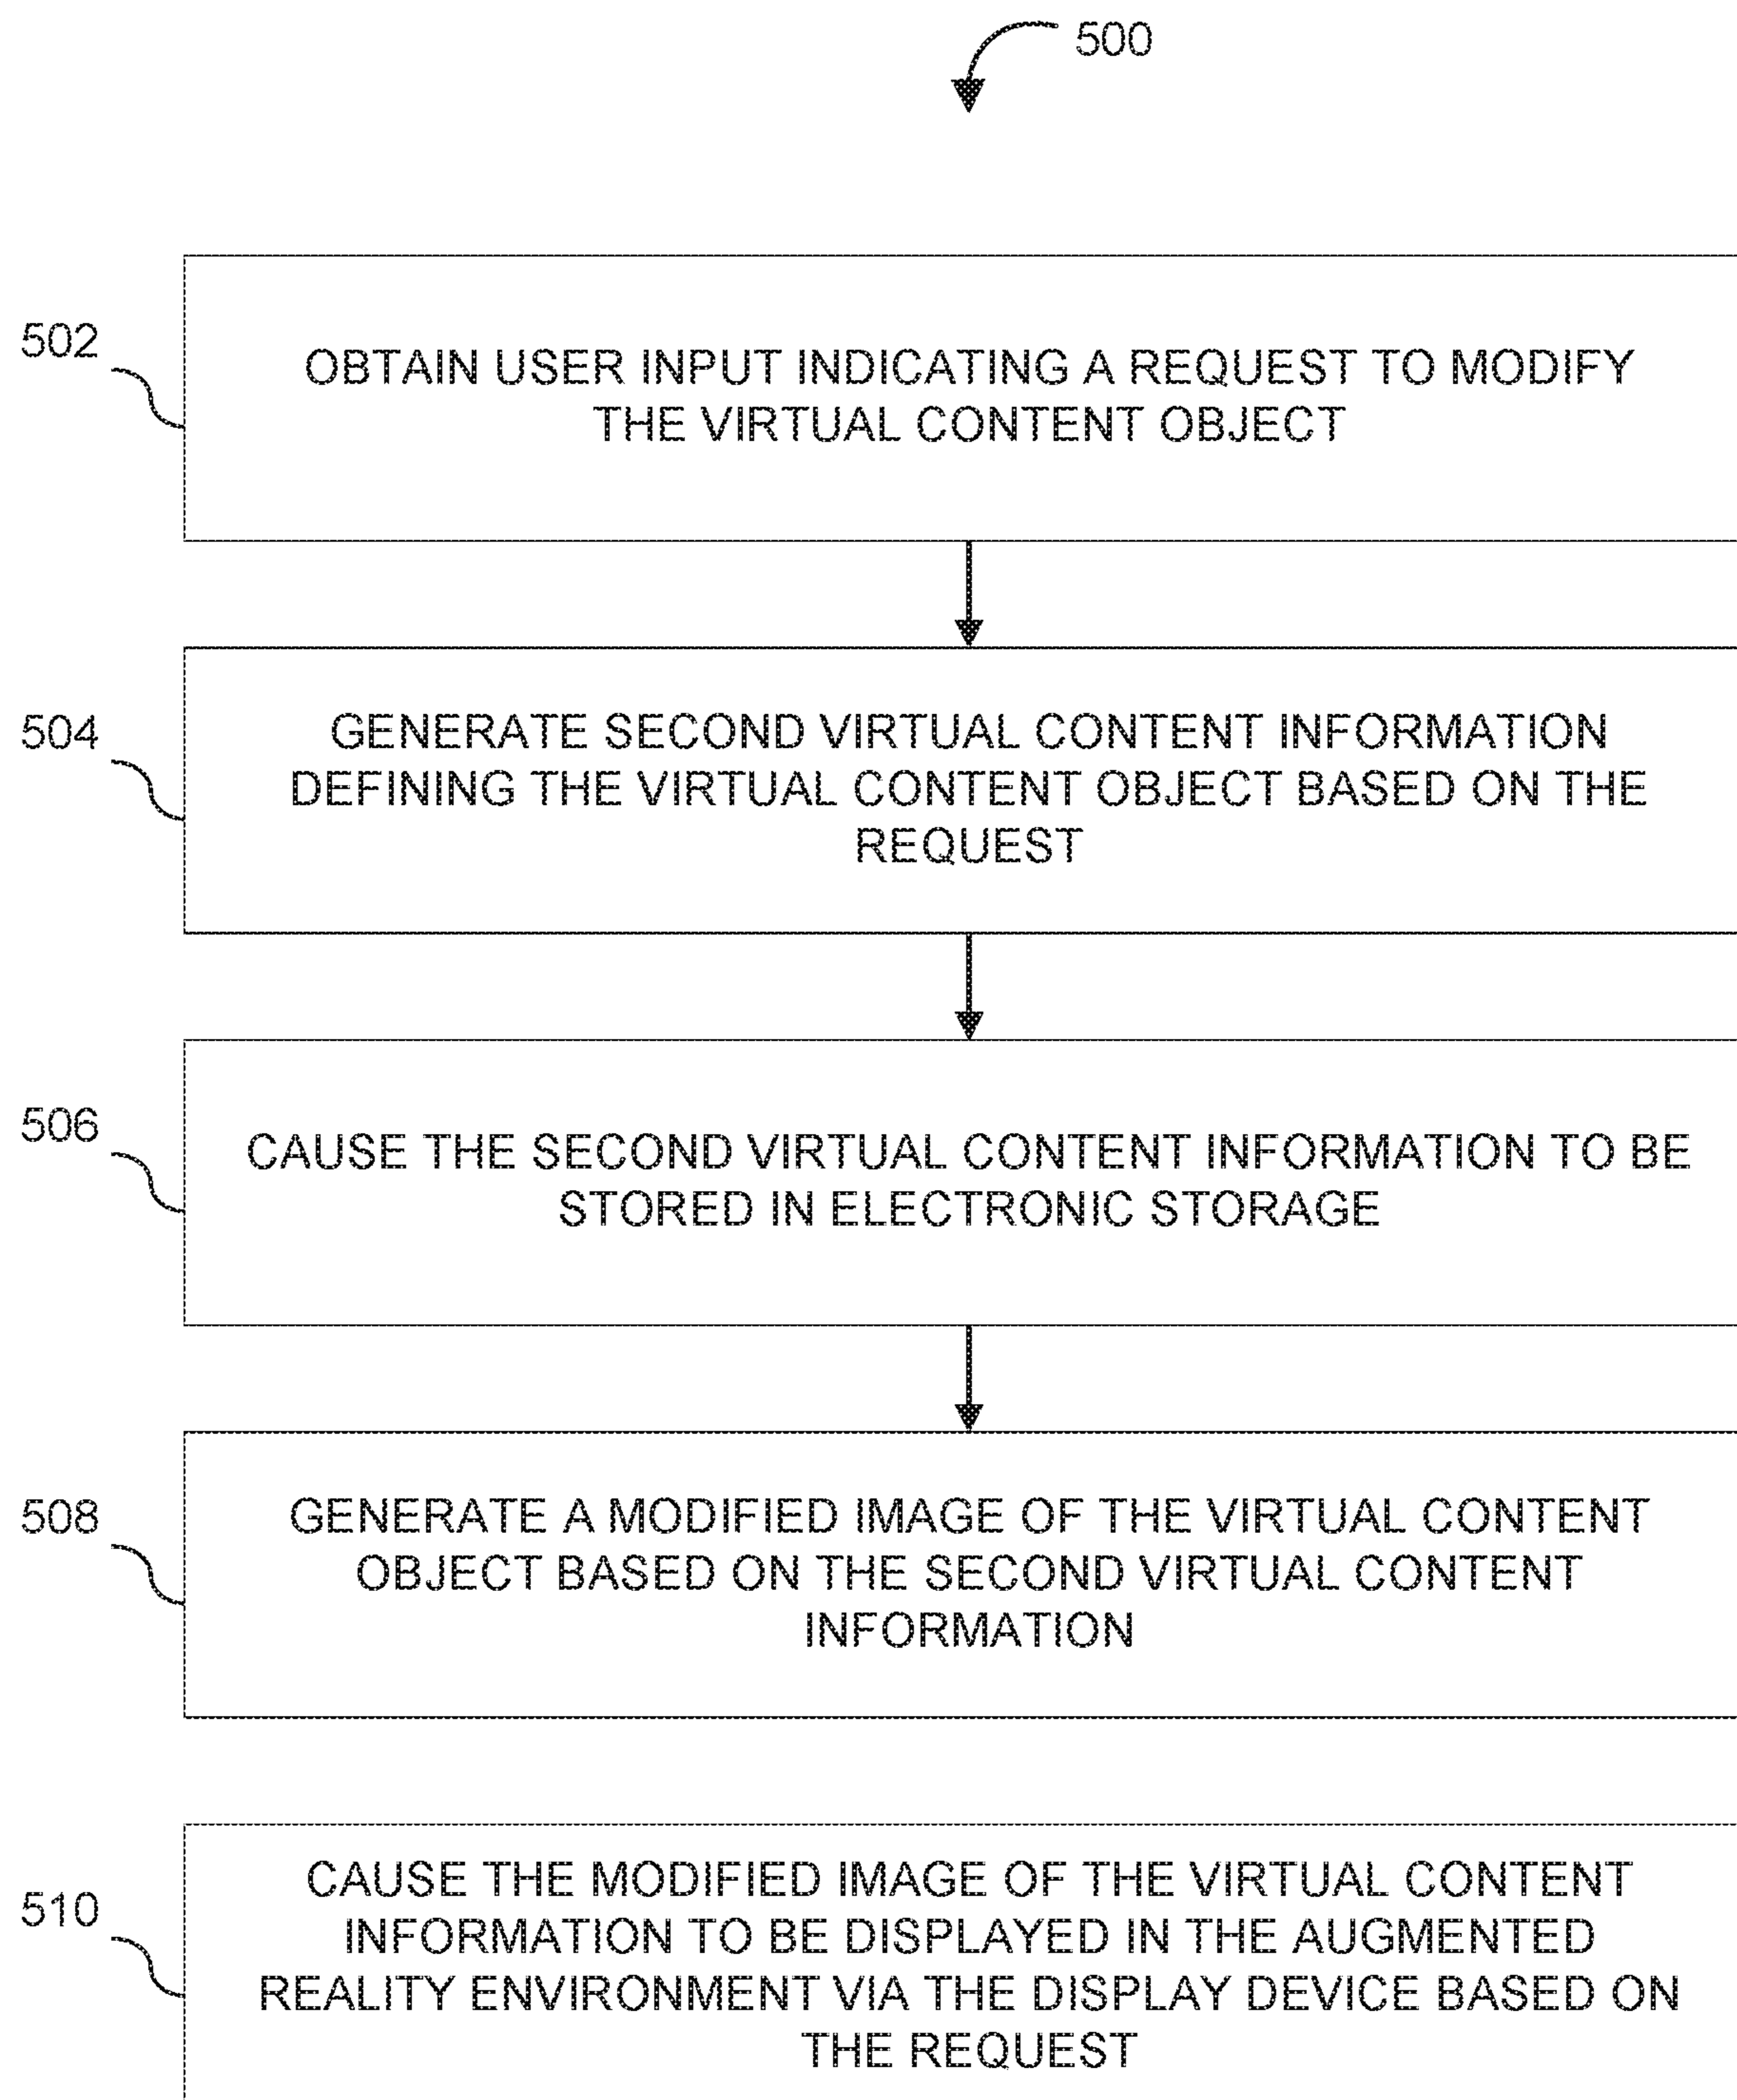 500
502
OBTAIN USER INPUT INDICATING A REQUEST TO MODIFY
THE VIRTUAL CONTENT OBJECT
504
GENERATE SECOND VIRTUAL CONTENT INFORMATION
DEFINING THE VIRTUAL CONTENT OBJECT BASED ON THE
REQUEST
506
CAUSE THE SECOND VIRTUAL CONTENT INFORMATION TO BE
STORED IN ELECTRONIC STORAGE
508
GENERATE A MODIFIED IMAGE OF THE VIRTUAL CONTENT
OBJECT BASED ON THE SECOND VIRTUAL CONTENT
INFORMATION
510
CAUSE THE MODIFIED IMAGE OF THE VIRTUAL CONTENT
INFORMATION TO BE DISPLAYED IN THE AUGMENTED
REALITY ENVIRONMENT VIA THE DISPLAY DEVICE BASED ON
THE REQUEST